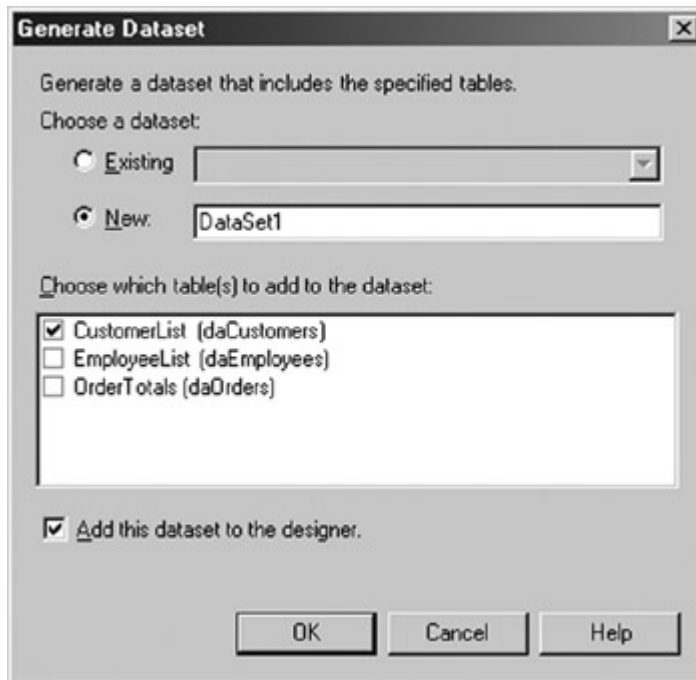 Generate Dataset
Generate a dataset that includes the specified tables.
Choose a dataset:
Existing
New: DataSet1
Choose which table(s) to add to the dataset:
CustomerList (daCustomers)
EmployeeList (daEmployees)
OrderTotals (daOrders)
Add this dataset to the designer.
OK Cancel Help